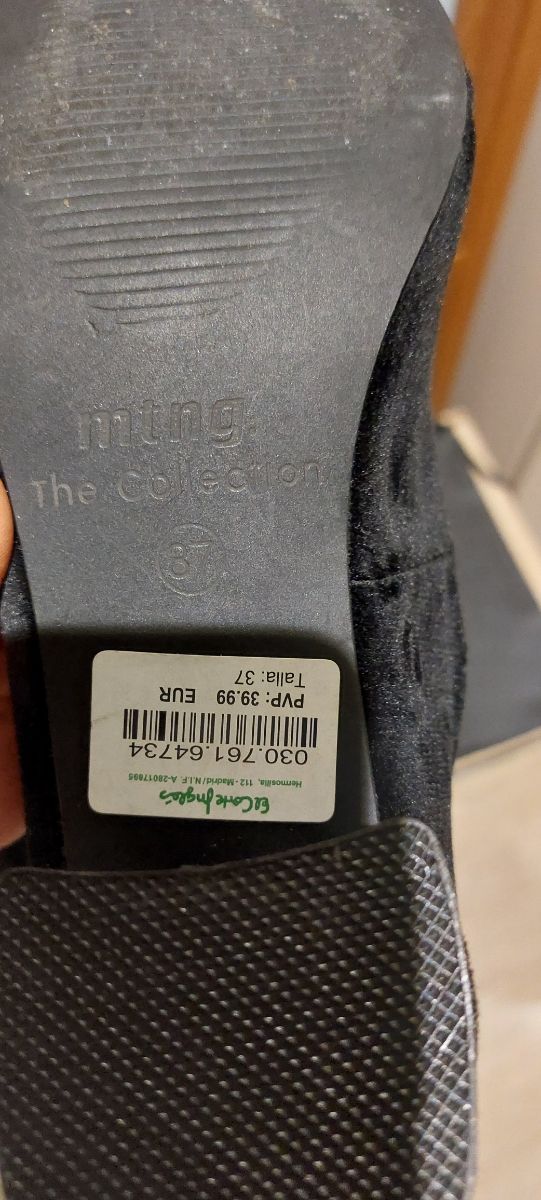 mtng.
The Collection
37
El Corte Inglés
Hermosilla, 112 - Madrid / N.I.F. A-28017895
030.761.64734
PVP: 39.99 EUR
Talla: 37